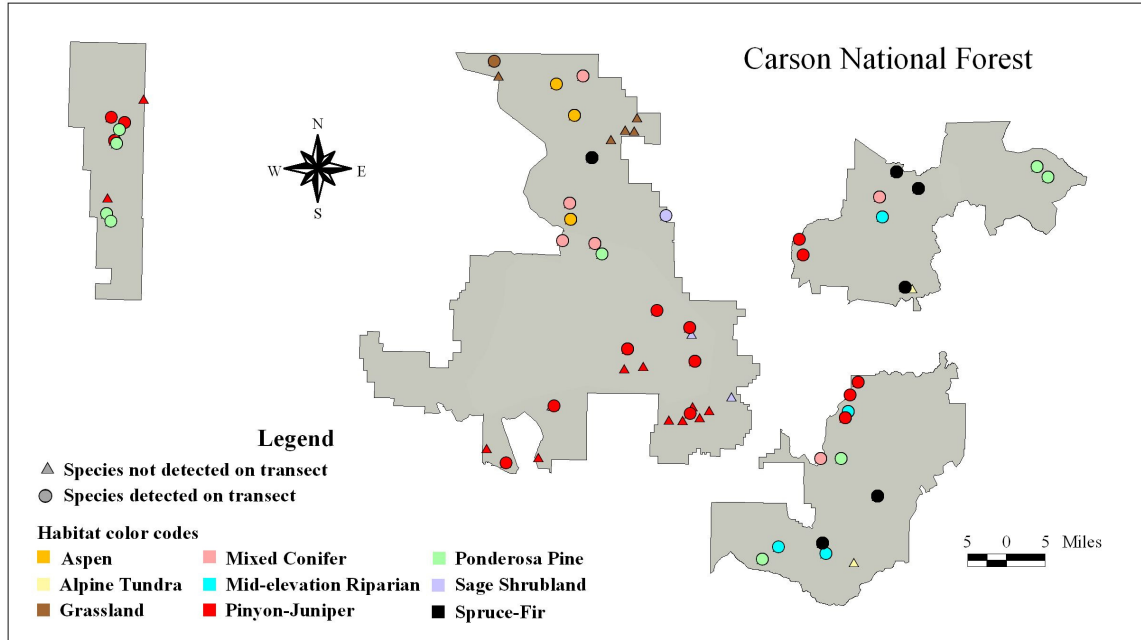 Carson National Forest
N
W E
S
Legend
Species not detected on transect
Species detected on transect
Habitat color codes
Aspen
Mixed Conifer
Ponderosa Pine
Alpine Tundra
Mid-elevation Riparian
Sage Shrubland
Grassland
Pinyon-Juniper
Spruce-Fir
5 0 5 Miles